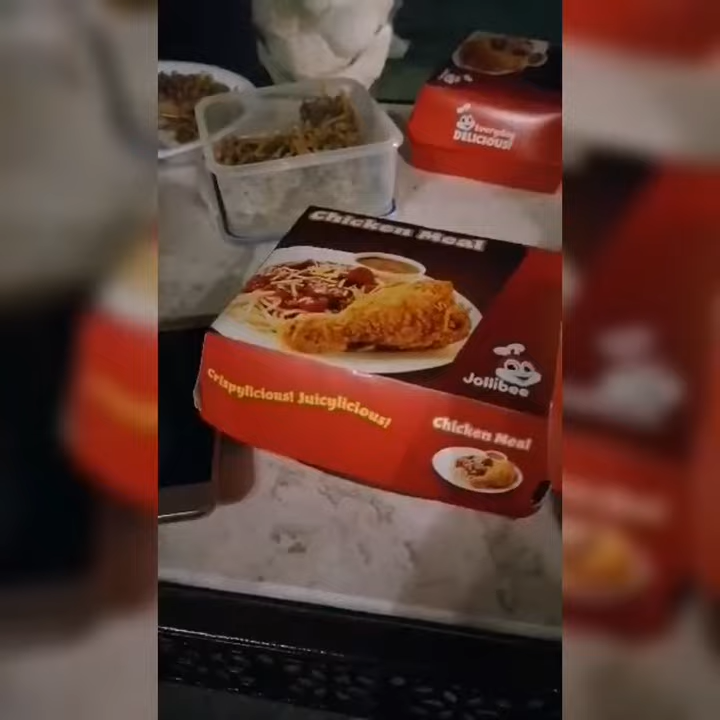 Everyday
DELICIOUS!
Chicken Meal
Jollibee
Crispylicious! Juicylicious!
Chicken Meal